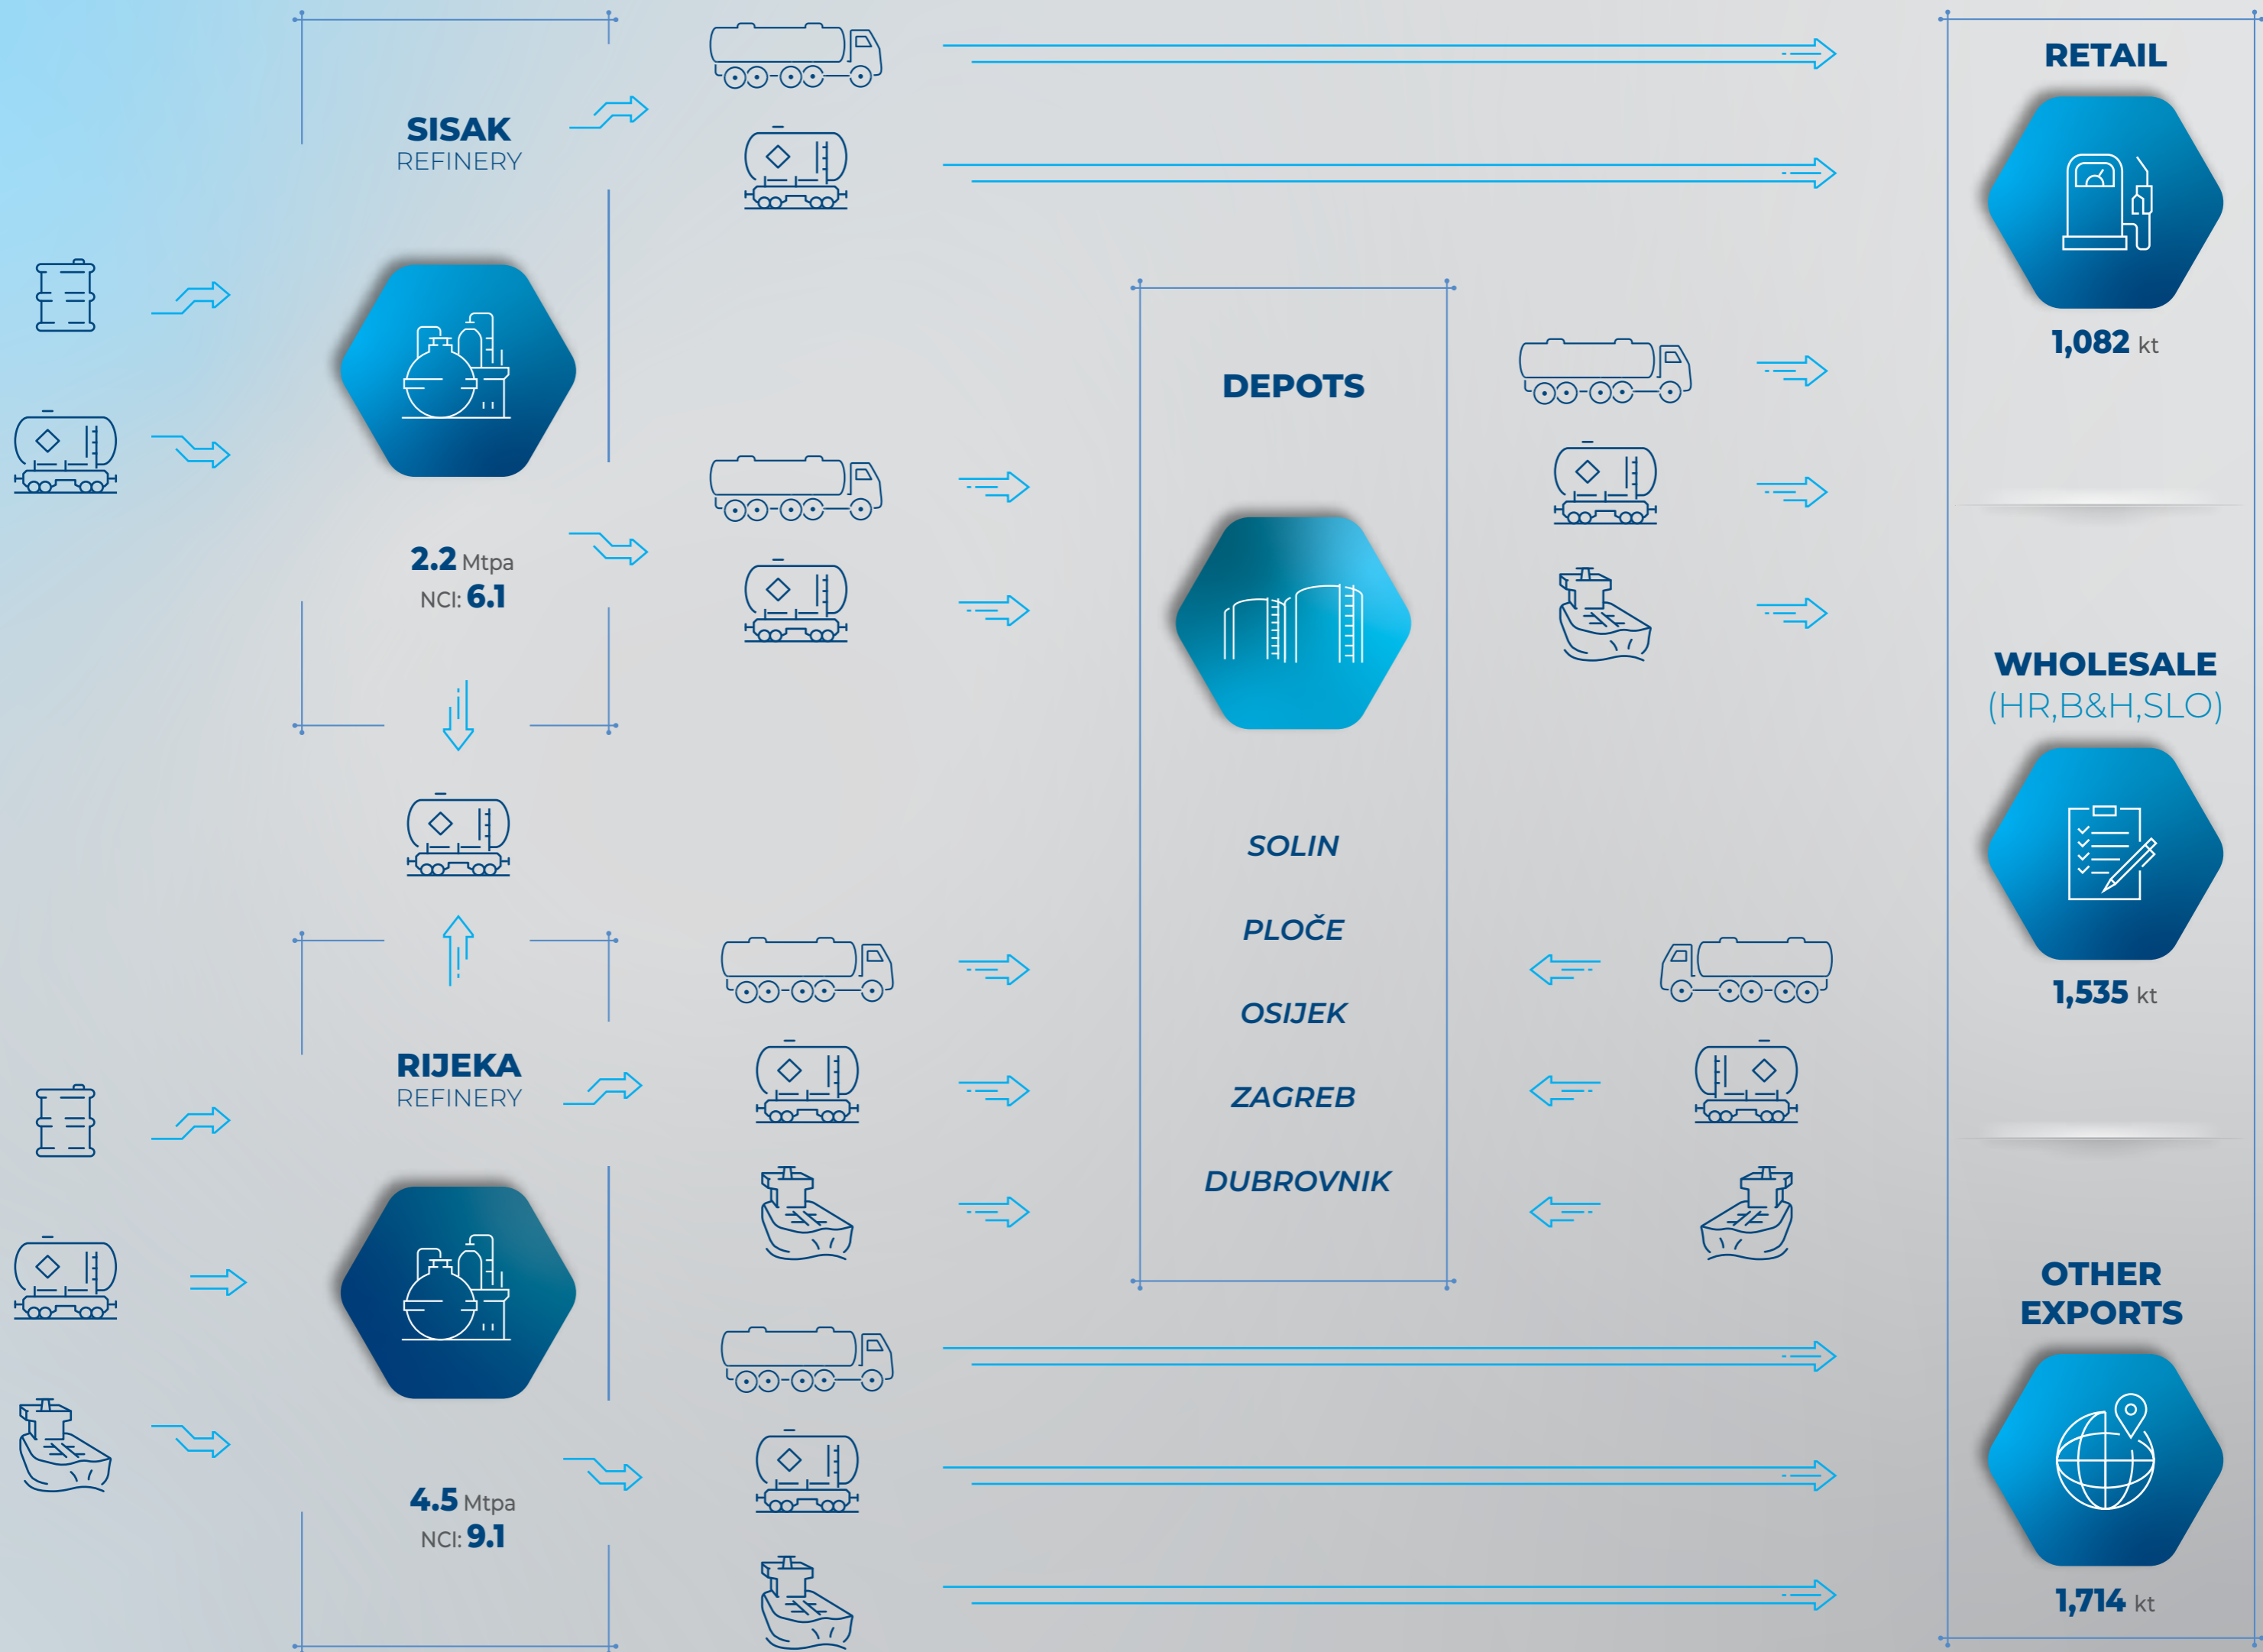 SISAK
REFINERY
2.2 Mtpa
NCI: 6.1
RIJEKA
REFINERY
4.5 Mtpa
NCI: 9.1
DEPOTS
SOLIN
PLOČE
OSIJEK
ZAGREB
DUBROVNIK
RETAIL
1,082 kt
WHOLESALE
(HR,B&H,SLO)
1,535 kt
OTHER
EXPORTS
1,714 kt